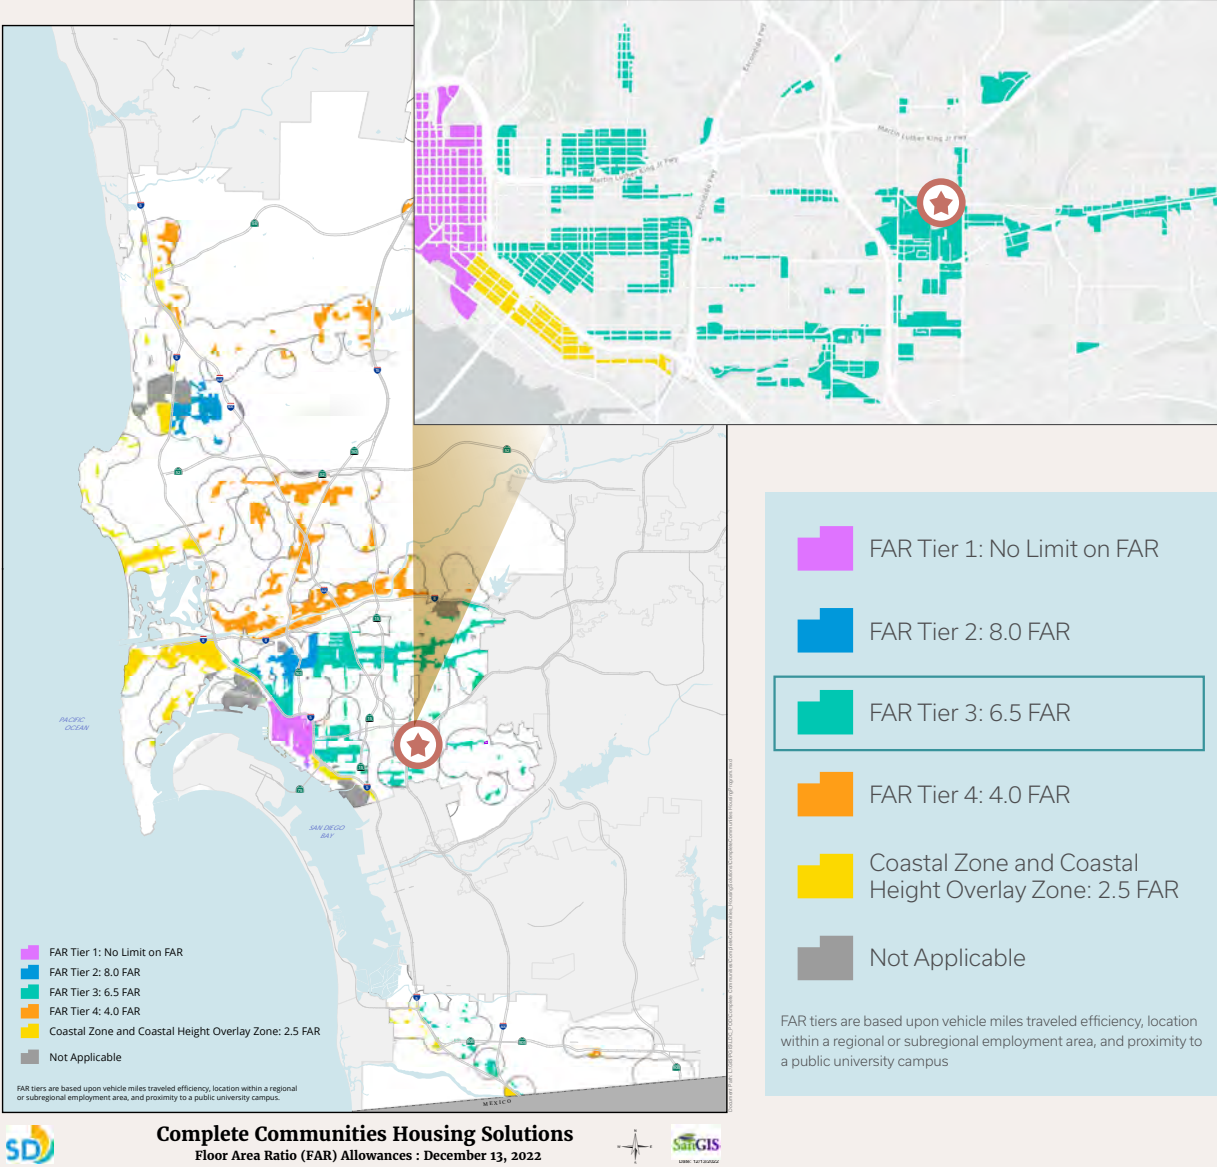 Escondido Fwy
Martin Luther King Jr Fwy
Martin Luther King Jr Fwy
Escondido Fwy
PACIFIC
OCEAN
SAN DIEGO
BAY
MEXICO
FAR Tier 1: No Limit on FAR
FAR Tier 2: 8.0 FAR
FAR Tier 3: 6.5 FAR
FAR Tier 4: 4.0 FAR
Coastal Zone and Coastal Height Overlay Zone: 2.5 FAR
Not Applicable
FAR tiers are based upon vehicle miles traveled efficiency, location within a regional
or subregional employment area, and proximity to a public university campus.
FAR Tier 1: No Limit on FAR
FAR Tier 2: 8.0 FAR
FAR Tier 3: 6.5 FAR
FAR Tier 4: 4.0 FAR
Coastal Zone and Coastal
Height Overlay Zone: 2.5 FAR
Not Applicable
FAR tiers are based upon vehicle miles traveled efficiency, location
within a regional or subregional employment area, and proximity to
a public university campus
SD
Complete Communities Housing Solutions
Floor Area Ratio (FAR) Allowances : December 13, 2022
SanGIS